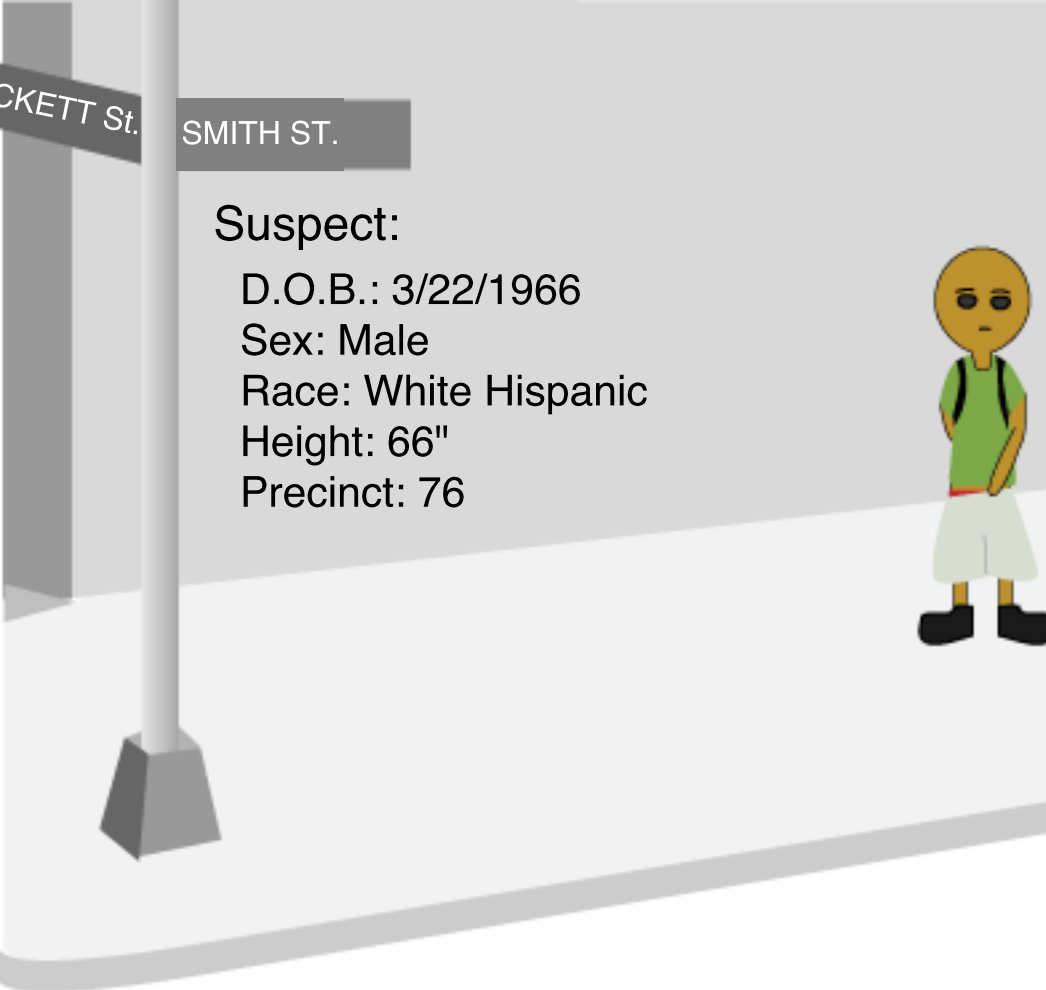 CKETT St.
SMITH ST.
Suspect:
D.O.B.: 3/22/1966
Sex: Male
Race: White Hispanic
Height: 66"
Precinct: 76